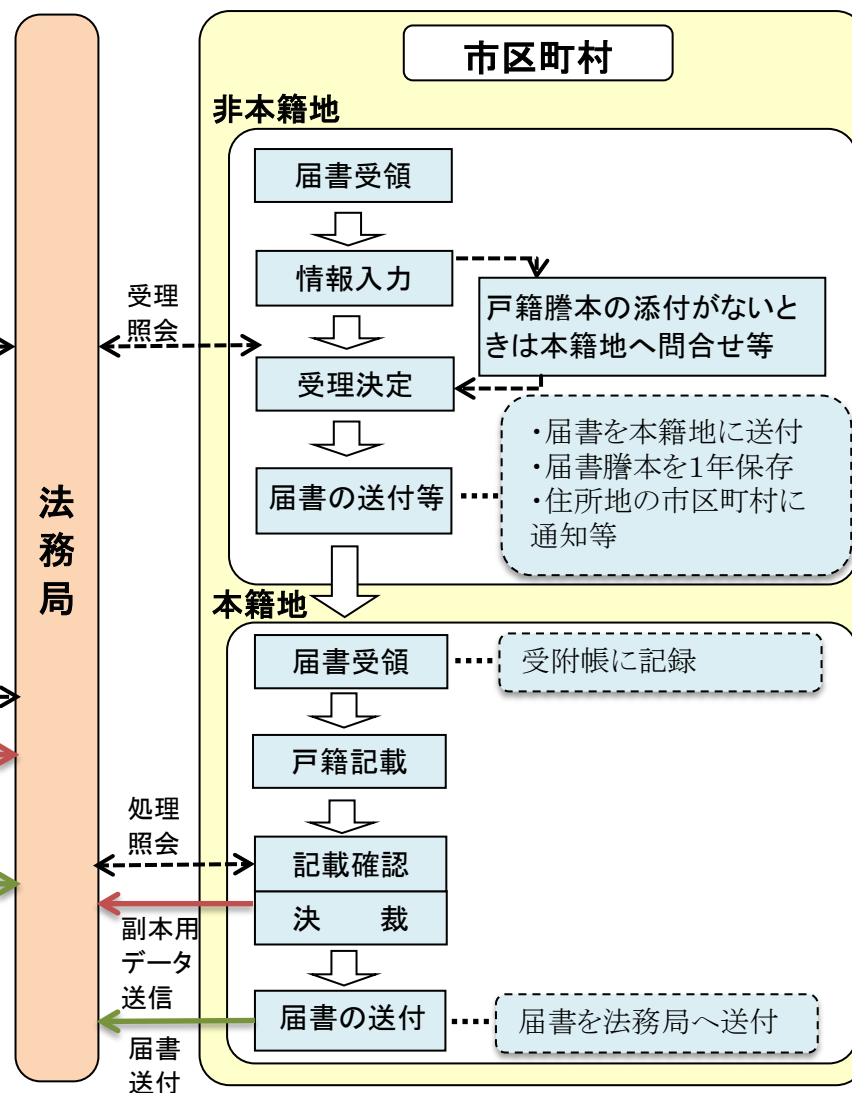 市区町村
非本籍地
届書受領
情報入力
戸籍謄本の添付がないと
きは本籍地へ問合せ等
受理
照会
受理決定
・届書を本籍地に送付
・届書謄本を1年保存
・住所地の市区町村に
通知等
届書の送付等
法
務
局
本籍地
届書受領
受附帳に記録
戸籍記載
処理
照会
記載確認
決　裁
副本用
データ
送信
届書の送付
届書を法務局へ送付
届書
送付